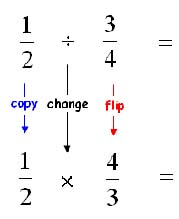 1/2 ÷ 3/4 =
copy change flip
1/2 × 4/3 =